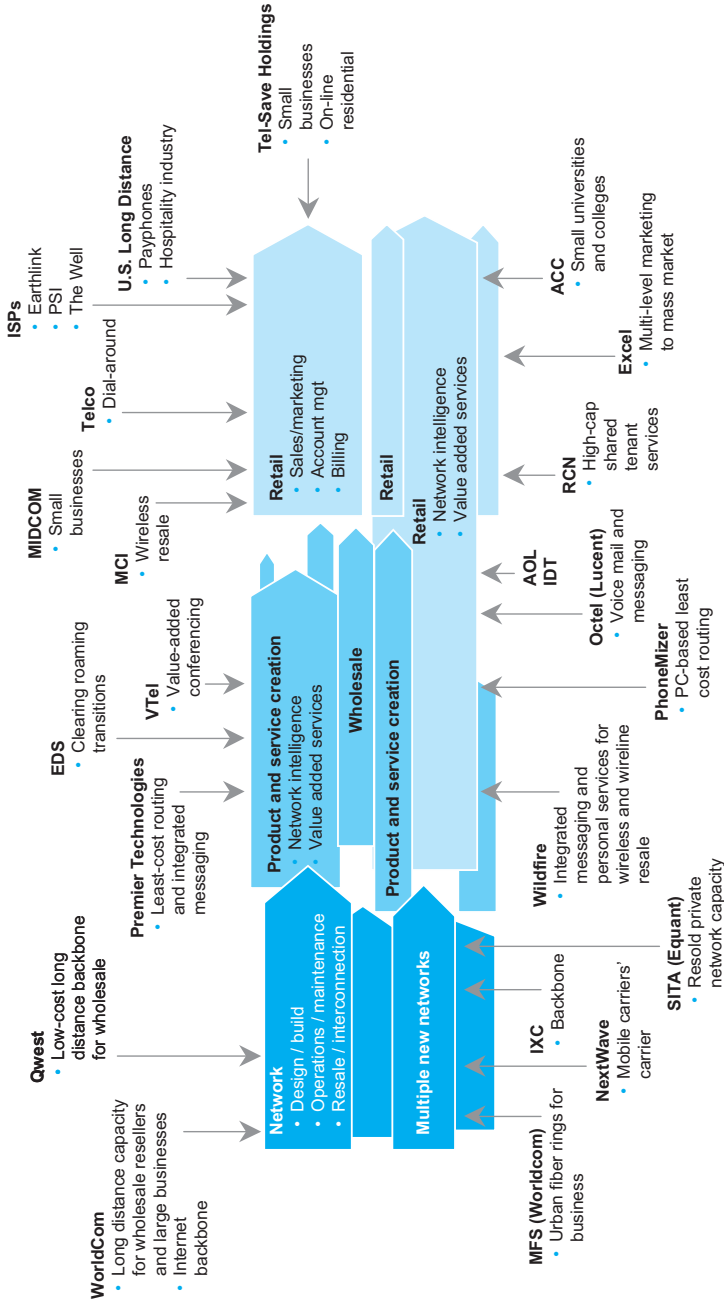 WorldCom
• Long distance capacity
for wholesale resellers
and large businesses
• Internet
backbone
Qwest
• Low-cost long
distance backbone
for wholesale
Premier Technologies
• Least-cost routing
and integrated
messaging
EDS
• Clearing roaming
transitions
VTel
• Value-added
conferencing
MCI
• Wireless
resale
MIDCOM
• Small
businesses
Telco
• Dial-around
ISPs
• Earthlink
• PSI
• The Well
U.S. Long Distance
• Payphones
• Hospitality industry
Tel-Save Holdings
• Small
businesses
• On-line
residential
Network
• Design / build
• Operations / maintenance
• Resale / interconnection
Multiple new networks
Product and service creation
• Network intelligence
• Value added services
Wholesale
Product and service creation
Retail
• Sales/marketing
• Account mgt
• Billing
Retail
Retail
• Network intelligence
• Value added services
MFS (Worldcom)
• Urban fiber rings for
business
NextWave
• Mobile carriers’
carrier
IXC
• Backbone
SITA (Equant)
• Resold private
network capacity
Wildfire
• Integrated
messaging and
personal services for
wireless and wireline
resale
PhoneMizer
• PC-based least
cost routing
Octel (Lucent)
• Voice mail and
messaging
AOL
IDT
RCN
• High-cap
shared
tenant
services
Excel
• Multi-level marketing
to mass market
ACC
• Small universities
and colleges